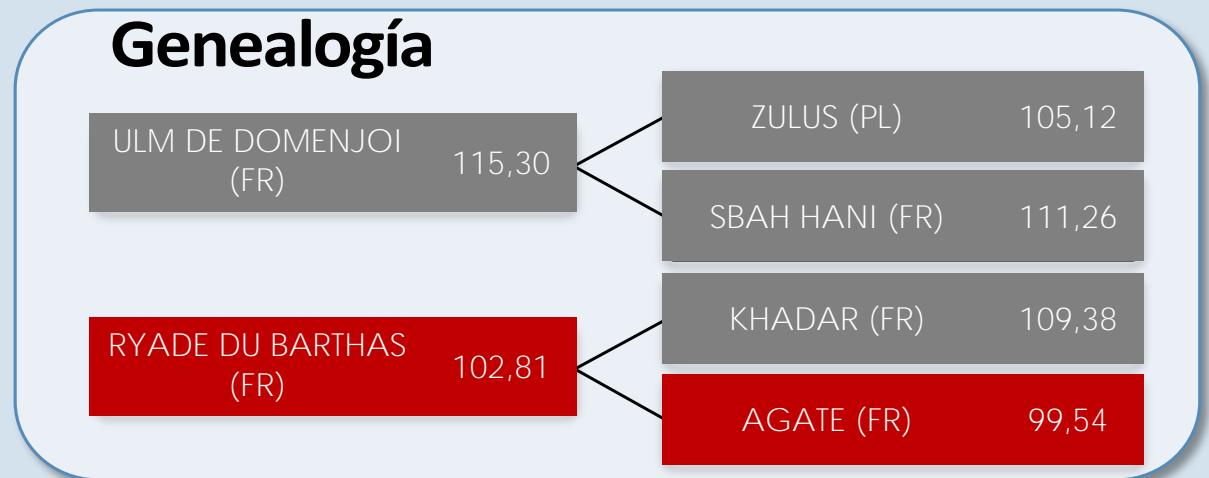 Genealogía
ULM DE DOMENJOI
(FR)
115,30
ZULUS (PL) 105,12
SBAH HANI (FR) 111,26
RYADE DU BARTHAS
(FR)
102,81
KHADAR (FR) 109,38
AGATE (FR) 99,54